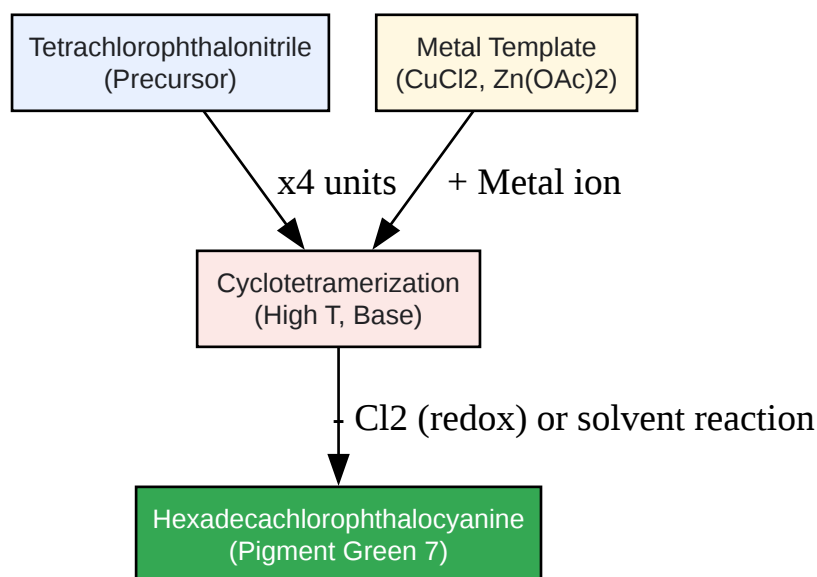 Tetrachlorophthalonitrile
(Precursor)
Metal Template
(CuCl2, Zn(OAc)2)
x4 units
+ Metal ion
Cyclotetramerization
(High T, Base)
- Cl2 (redox) or solvent reaction
Hexadecachlorophthalocyanine
(Pigment Green 7)